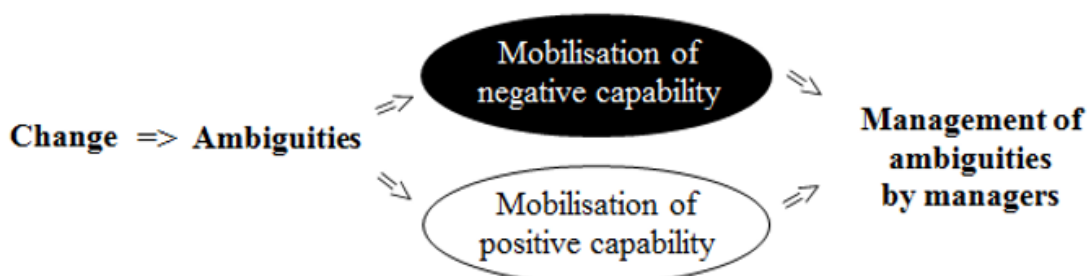 Mobilisation of
negative capability
Change => Ambiguities
Management of
ambiguities
by managers
Mobilisation of
positive capability